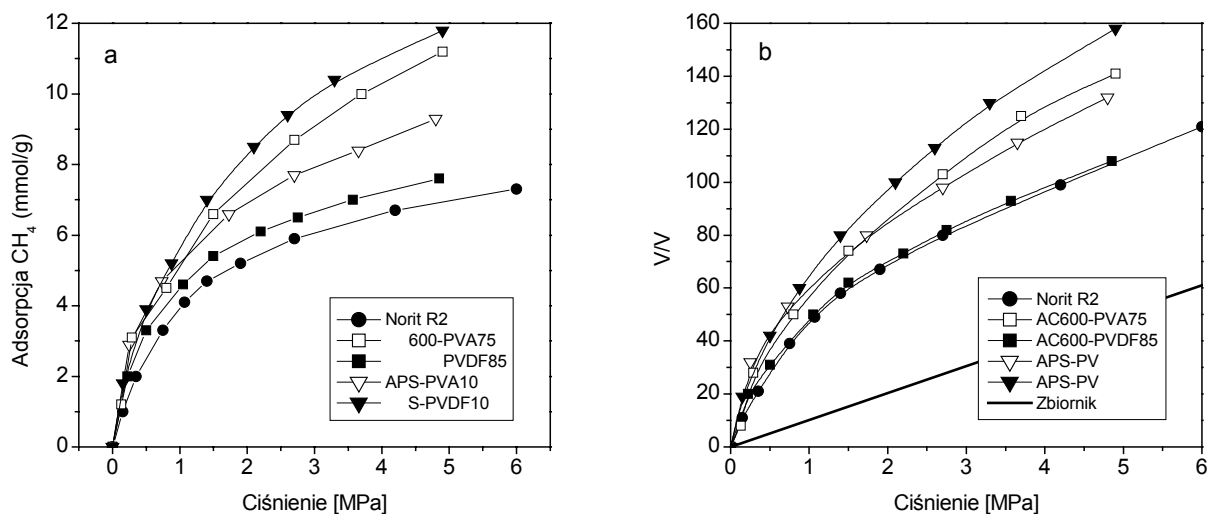 a
12
10
8
6
4
2
0
Adsorpcja CH4 (mmol/g)
0 1 2 3 4 5 6
Ciśnienie [MPa]
Norit R2
600-PVA75
PVDF85
APS-PVA10
S-PVDF10
b
160
140
120
100
80
60
40
20
0
V/V
0 1 2 3 4 5 6
Ciśnienie [MPa]
Norit R2
AC600-PVA75
AC600-PVDF85
APS-PV
APS-PV
Zbiornik